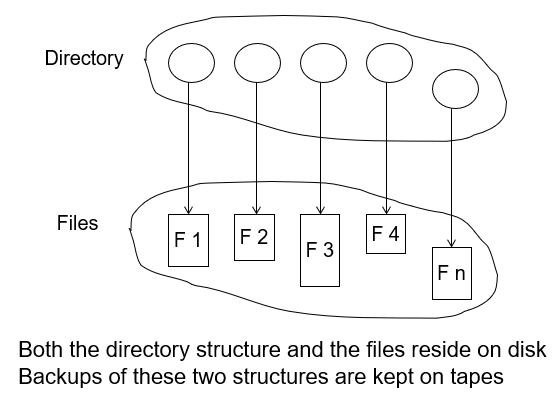 Directory
Files
F 1
F 2
F 3
F 4
F n
Both the directory structure and the files reside on disk
Backups of these two structures are kept on tapes